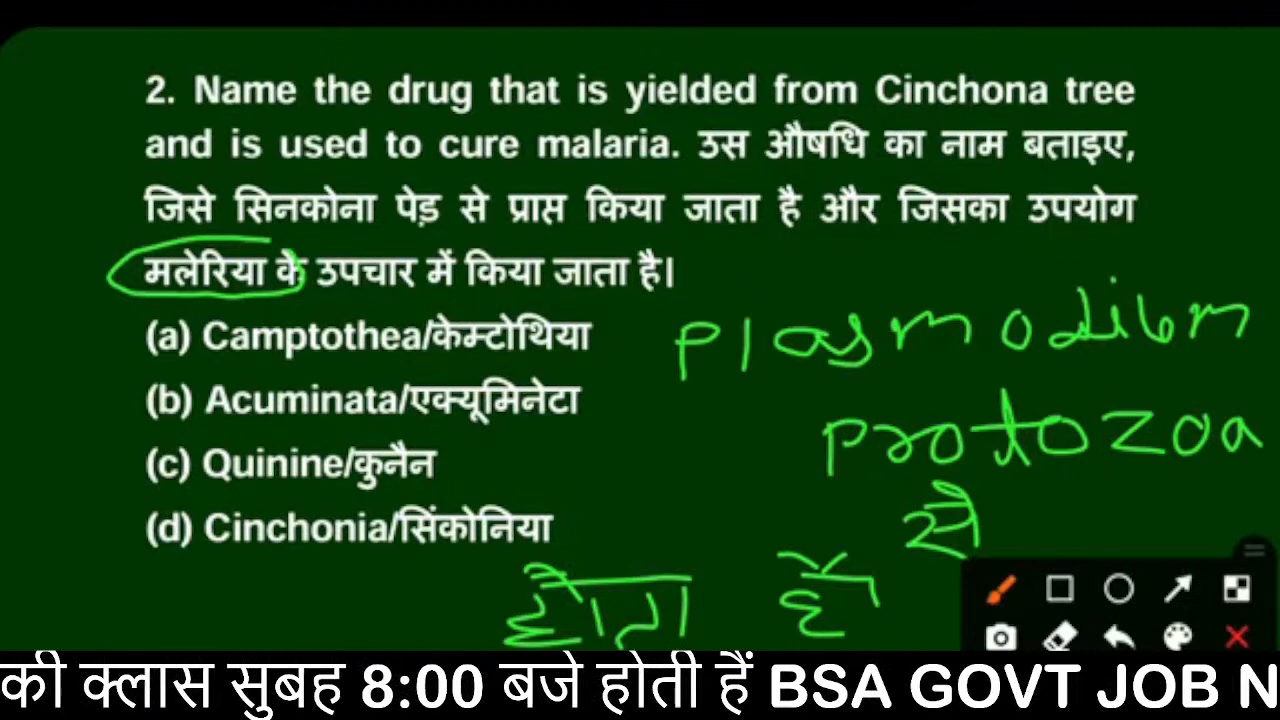 2. Name the drug that is yielded from Cinchona tree
and is used to cure malaria. उस औषधि का नाम बताइए,
जिसे सिनकोना पेड़ से प्राप्त किया जाता है और जिसका उपयोग
मलेरिया के उपचार में किया जाता है।
(a) Camptothea/केम्टोथिया
Plasmodium
(b) Acuminata/एक्यूमिनेटा
Protozoa
(c) Quinine/कुनैन
से
(d) Cinchonia/सिंकोनिया
होता है
की क्लास सुबह 8:00 बजे होती हैं BSA GOVT JOB N